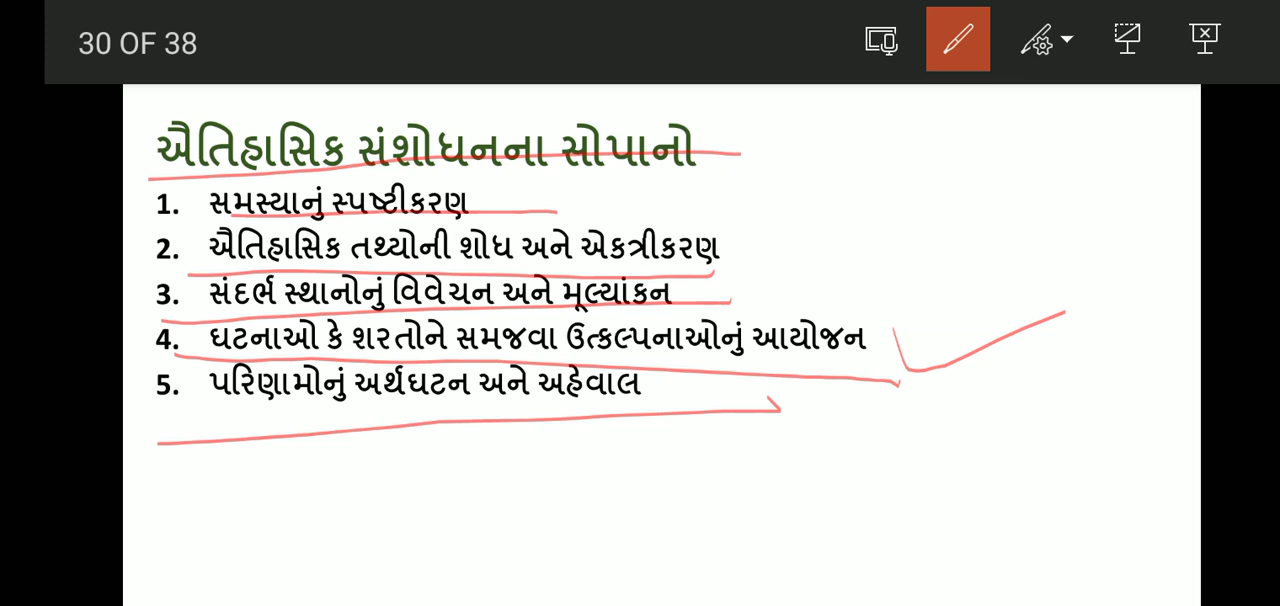 30 OF 38
ઐતિહાસિક સંશોધનના સોપાનો
1. સમસ્યાનું સ્પષ્ટીકરણ
2. ઐતિહાસિક તથ્યોની શોધ અને એકત્રીકરણ
3. સંદર્ભ સ્થાનોનું વિવેચન અને મૂલ્યાંકન
4. ઘટનાઓ કે શરતોને સમજવા ઉત્કલ્પનાઓનું આયોજન
5. પરિણામોનું અર્થઘટન અને અહેવાલ